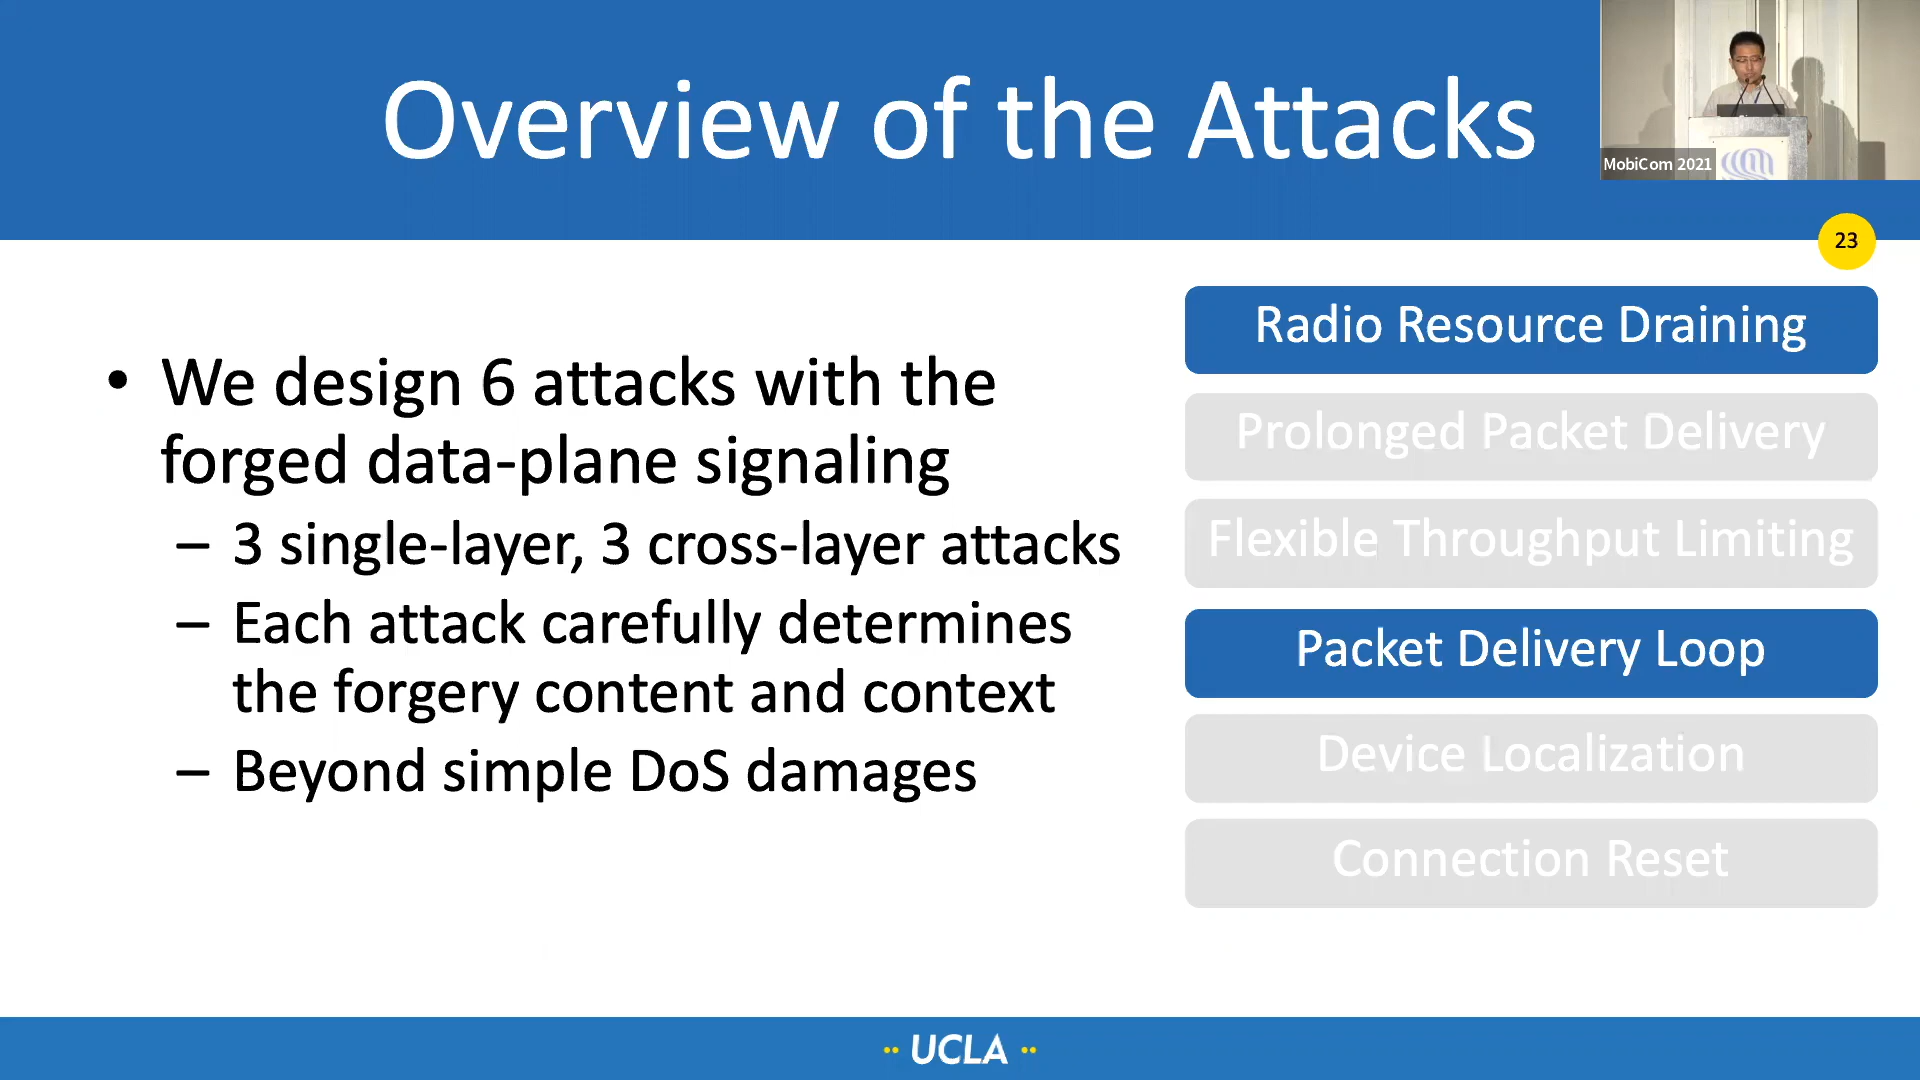 Overview of the Attacks
MobiCom 2021
23
• We design 6 attacks with the
forged data-plane signaling
– 3 single-layer, 3 cross-layer attacks
– Each attack carefully determines
the forgery content and context
– Beyond simple DoS damages
Radio Resource Draining
Prolonged Packet Delivery
Flexible Throughput Limiting
Packet Delivery Loop
Device Localization
Connection Reset
UCLA